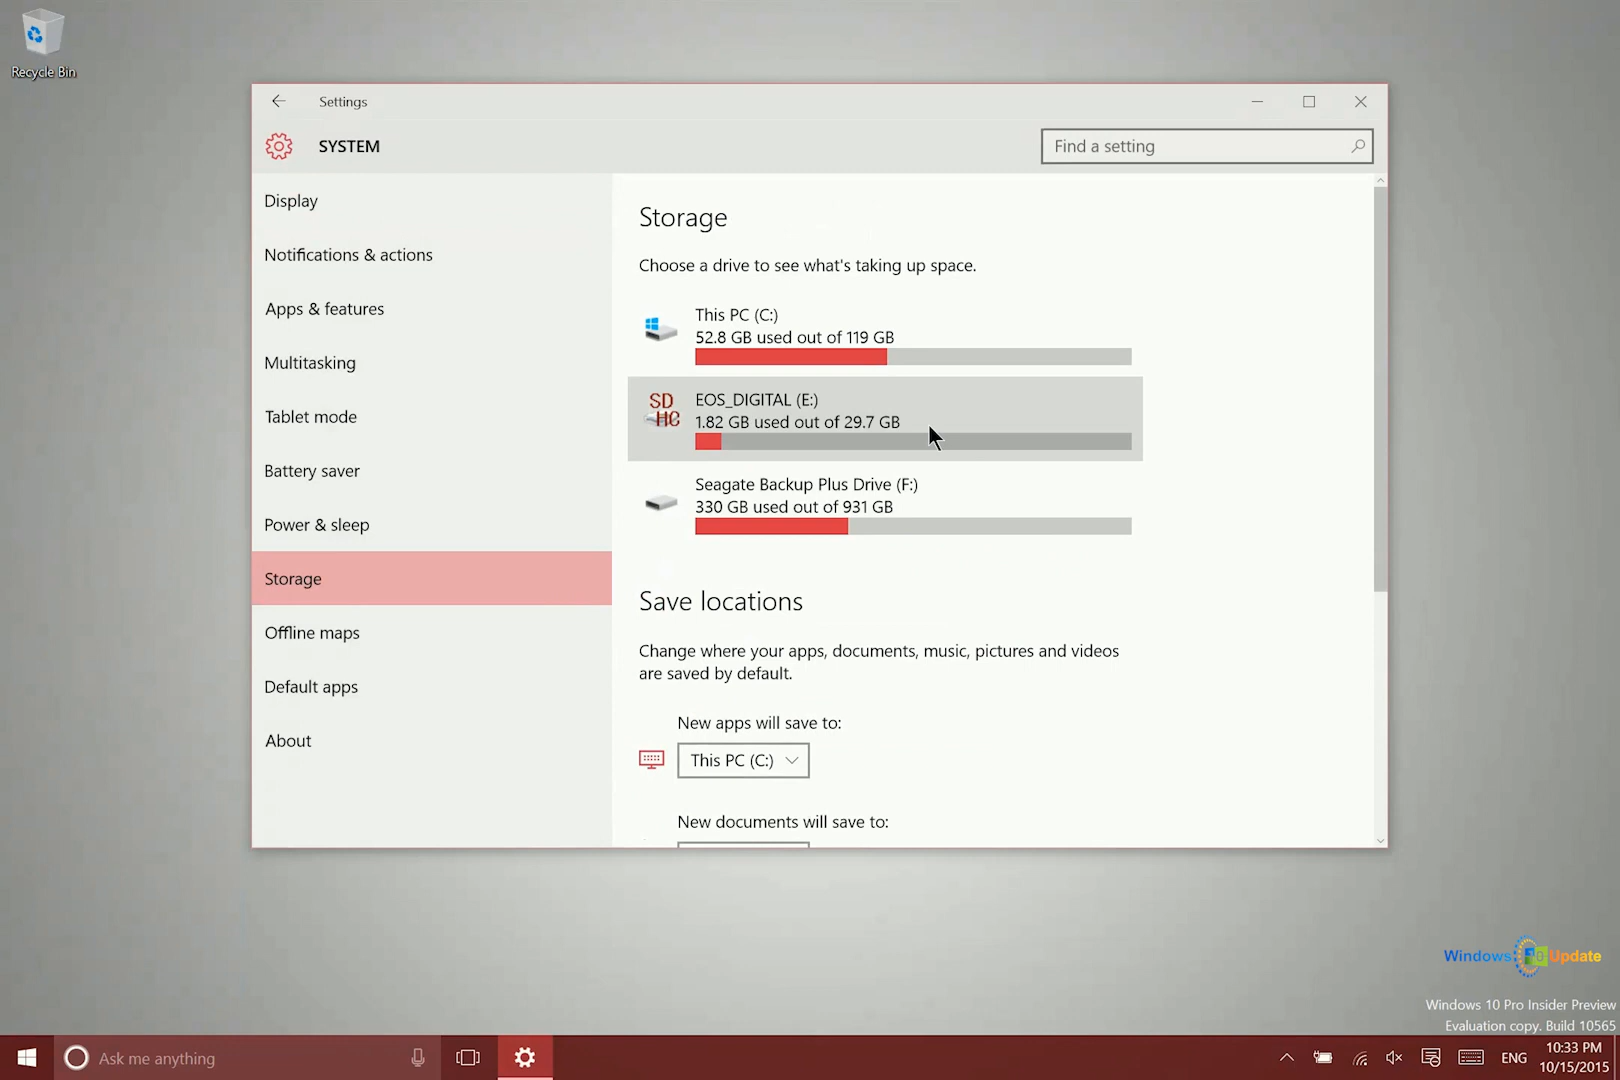 Recycle Bin
Settings
SYSTEM
Find a setting
Display
Notifications & actions
Apps & features
Multitasking
Tablet mode
Battery saver
Power & sleep
Storage
Offline maps
Default apps
About
Storage
Choose a drive to see what's taking up space.
This PC (C:)
52.8 GB used out of 119 GB
SD
HC
EOS_DIGITAL (E:)
1.82 GB used out of 29.7 GB
Seagate Backup Plus Drive (F:)
330 GB used out of 931 GB
Save locations
Change where your apps, documents, music, pictures and videos
are saved by default.
New apps will save to:
This PC (C:)
New documents will save to:
Windows 10 Update
Windows 10 Pro Insider Preview
Evaluation copy. Build 10565
Ask me anything
ENG
10:33 PM
10/15/2015